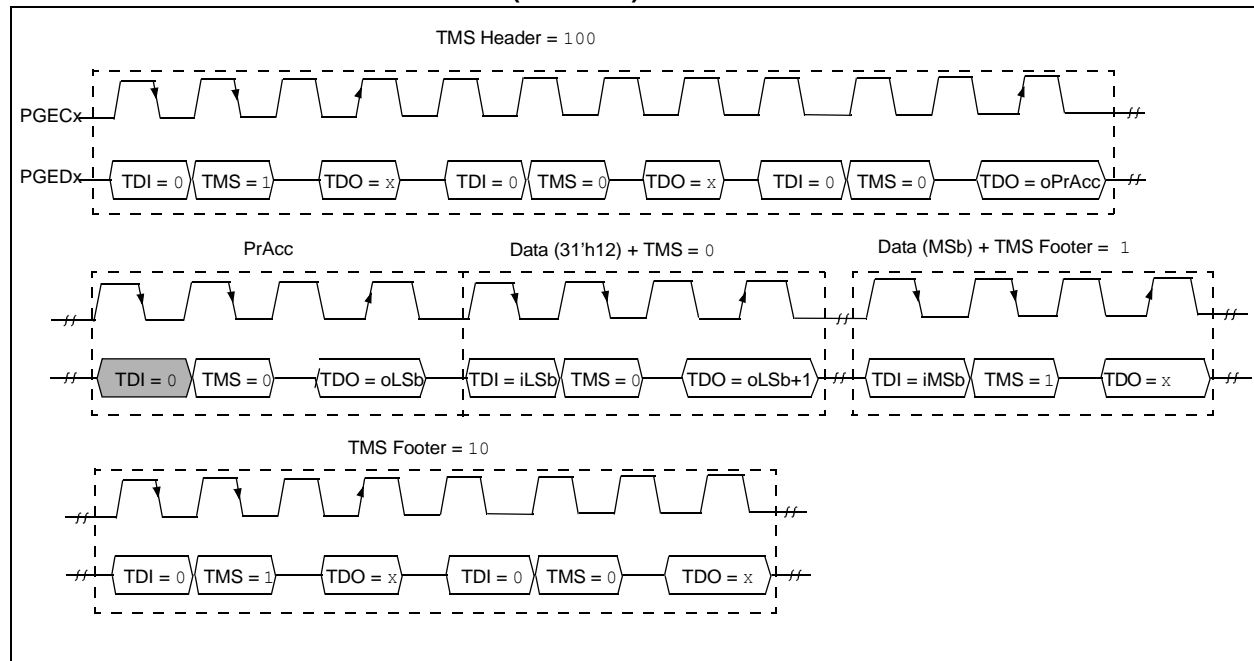 TMS Header = 100
PGECx
PGEDx
TDI = 0 TMS = 1 TDO = x TDI = 0 TMS = 0 TDO = x TDI = 0 TMS = 0 TDO = oPrAcc
PrAcc Data (31'h12) + TMS = 0 Data (MSb) + TMS Footer = 1
TDI = 0 TMS = 0 TDO = oLSb TDI = iLSb TMS = 0 TDO = oLSb+1 TDI = iMSb TMS = 1 TDO = x
TMS Footer = 10
TDI = 0 TMS = 1 TDO = x TDI = 0 TMS = 0 TDO = x